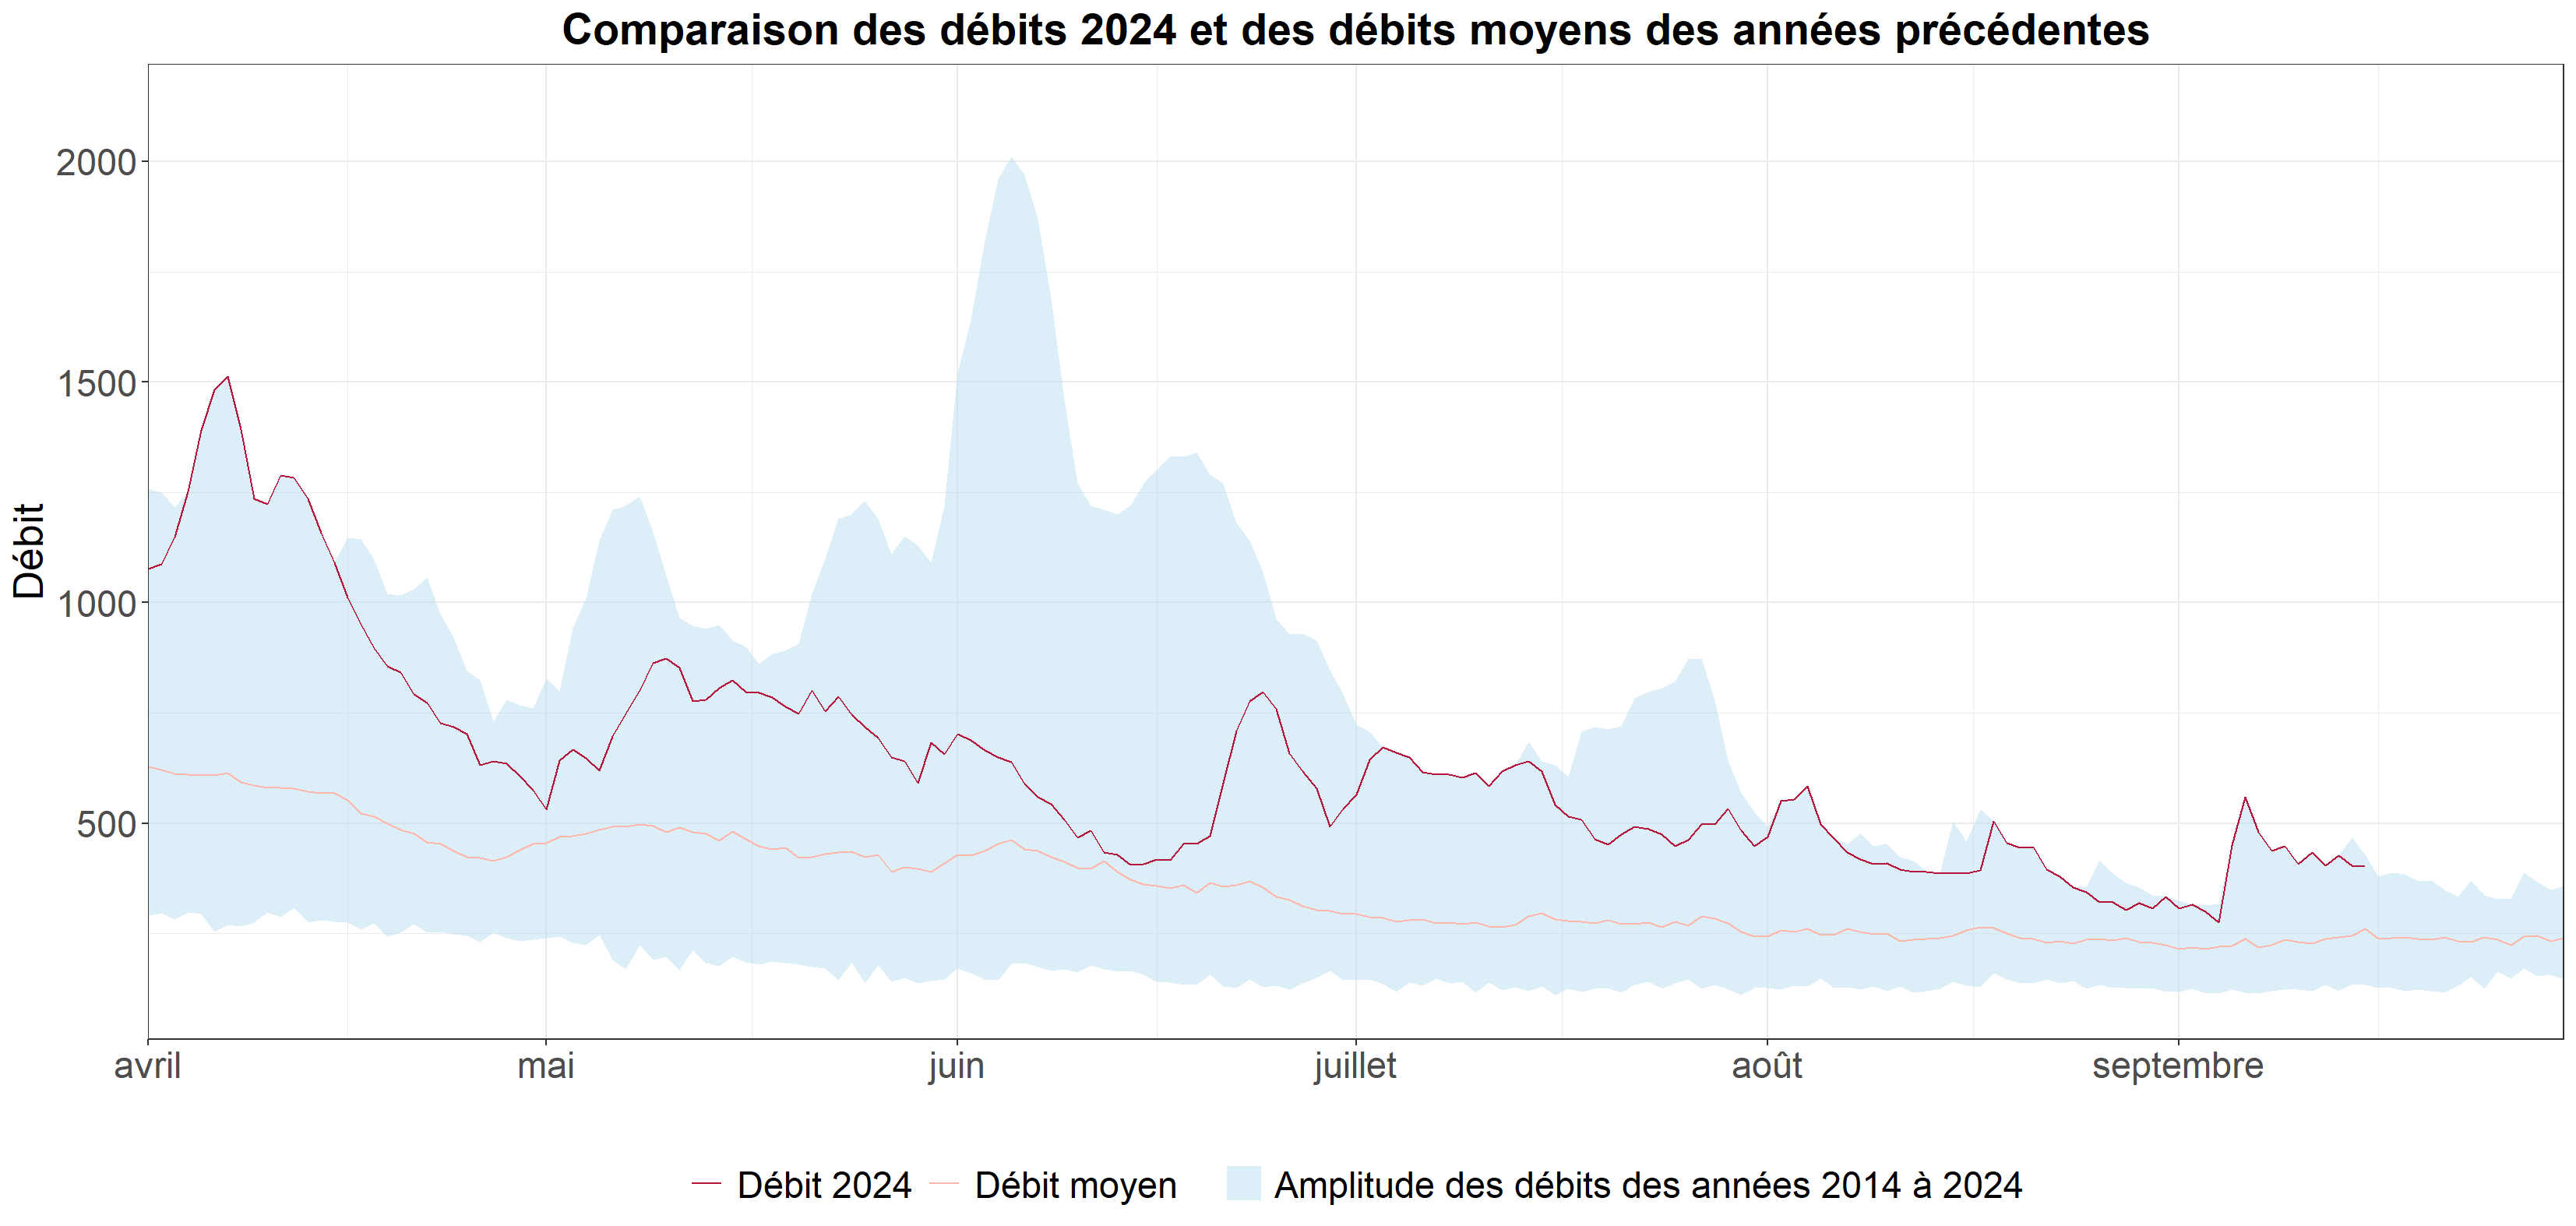 Comparaison des débits 2024 et des débits moyens des années précédentes
Débit
2000
1500
1000
500
avril mai juin juillet août septembre
Débit 2024 Débit moyen Amplitude des débits des années 2014 à 2024